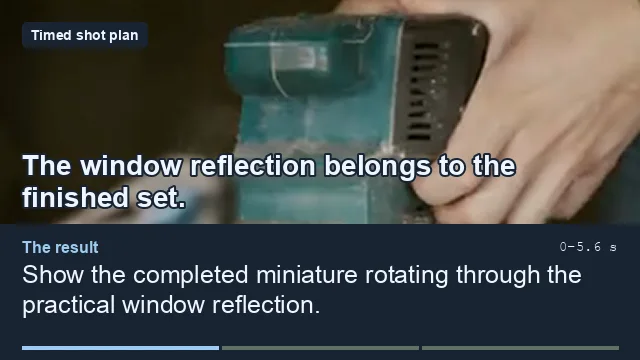 Timed shot plan
The window reflection belongs to the
finished set.
The result
0–5.6 s
Show the completed miniature rotating through the
practical window reflection.